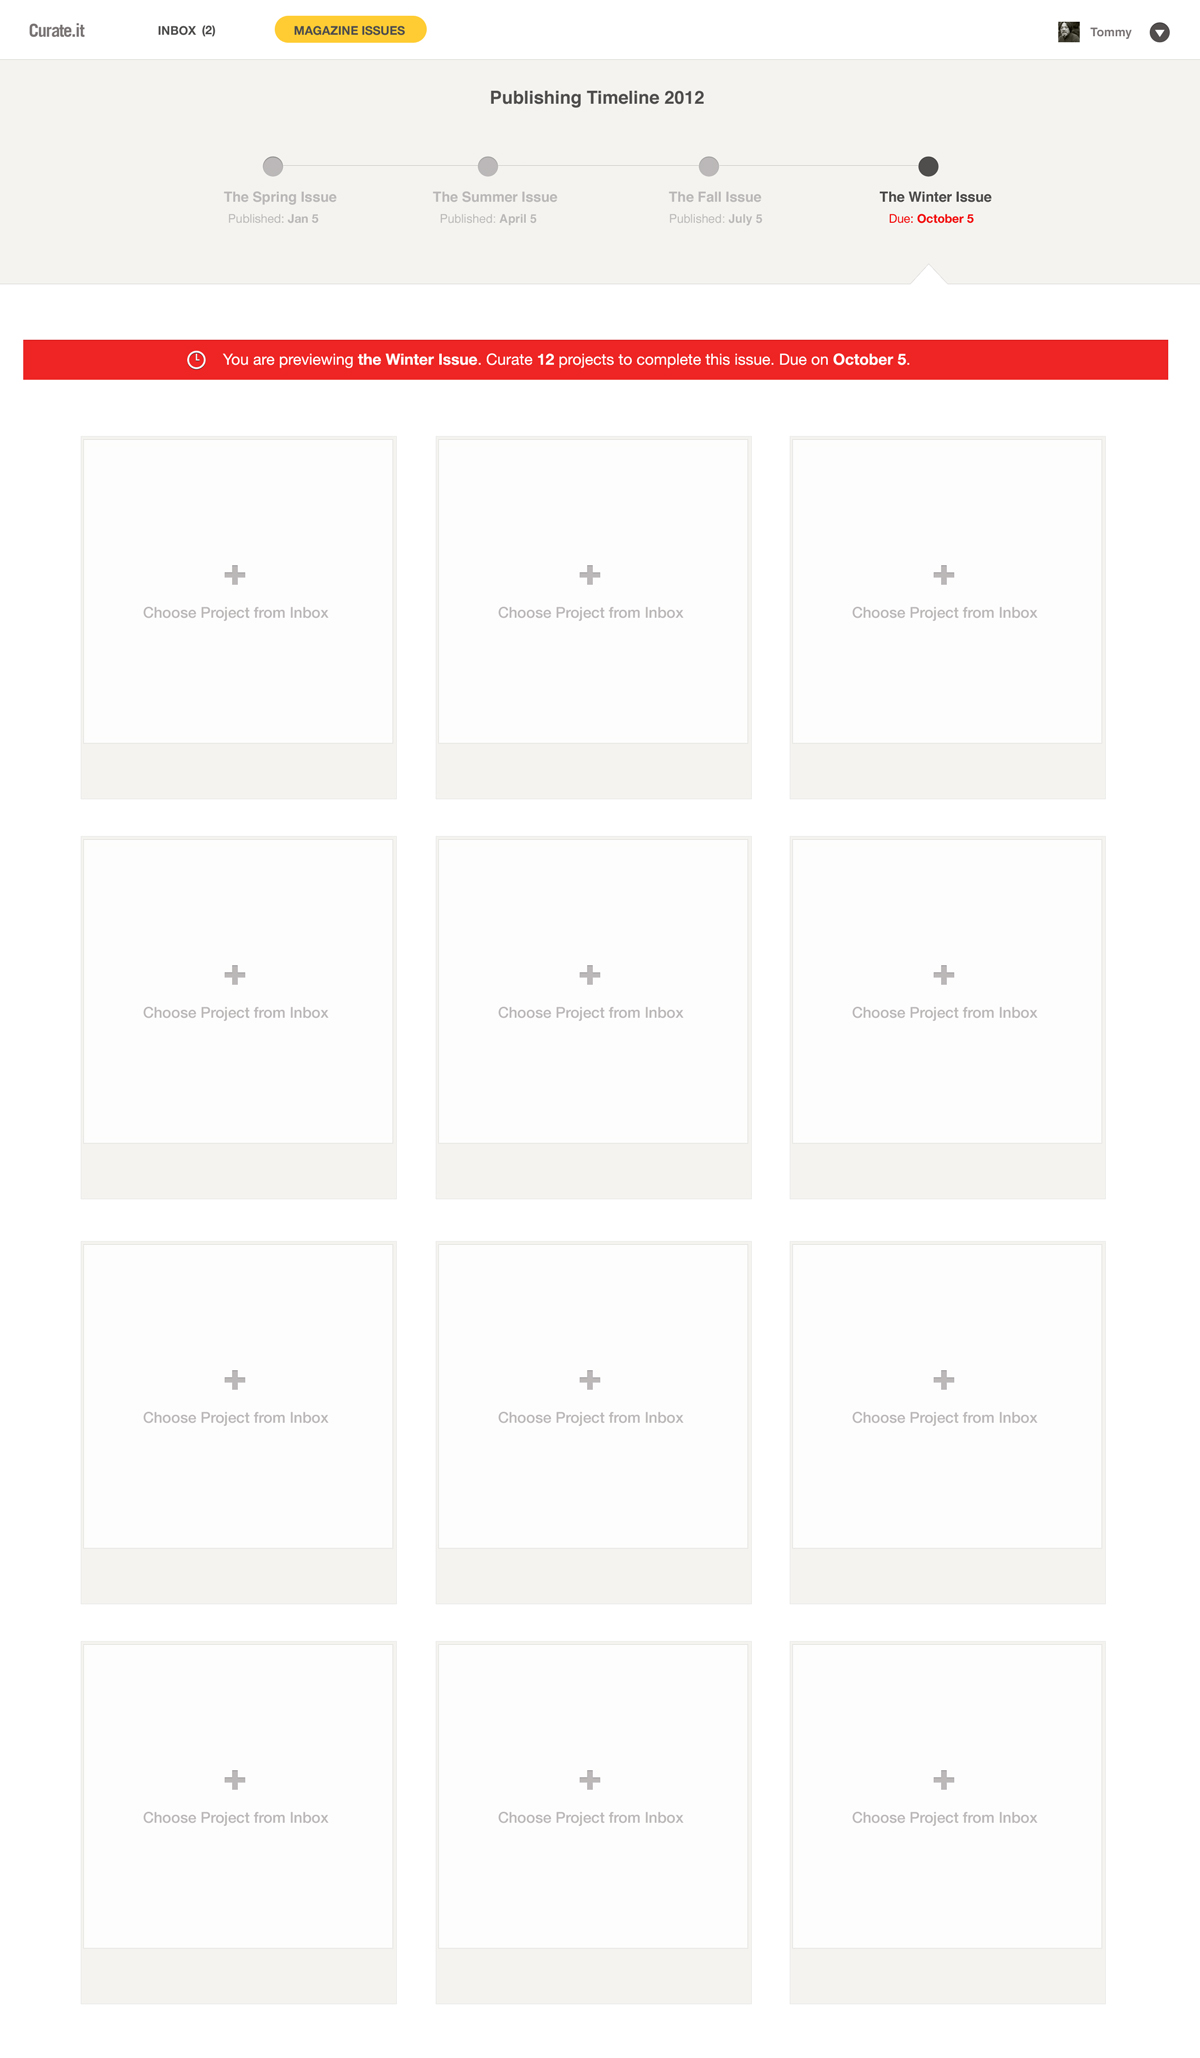 Curate.it INBOX (2) MAGAZINE ISSUES Tommy
Publishing Timeline 2012
The Spring Issue The Summer Issue The Fall Issue The Winter Issue
Published: Jan 5 Published: April 5 Published: July 5 Due: October 5
You are previewing the Winter Issue. Curate 12 projects to complete this issue. Due on October 5.
Choose Project from Inbox Choose Project from Inbox Choose Project from Inbox
Choose Project from Inbox Choose Project from Inbox Choose Project from Inbox
Choose Project from Inbox Choose Project from Inbox Choose Project from Inbox
Choose Project from Inbox Choose Project from Inbox Choose Project from Inbox